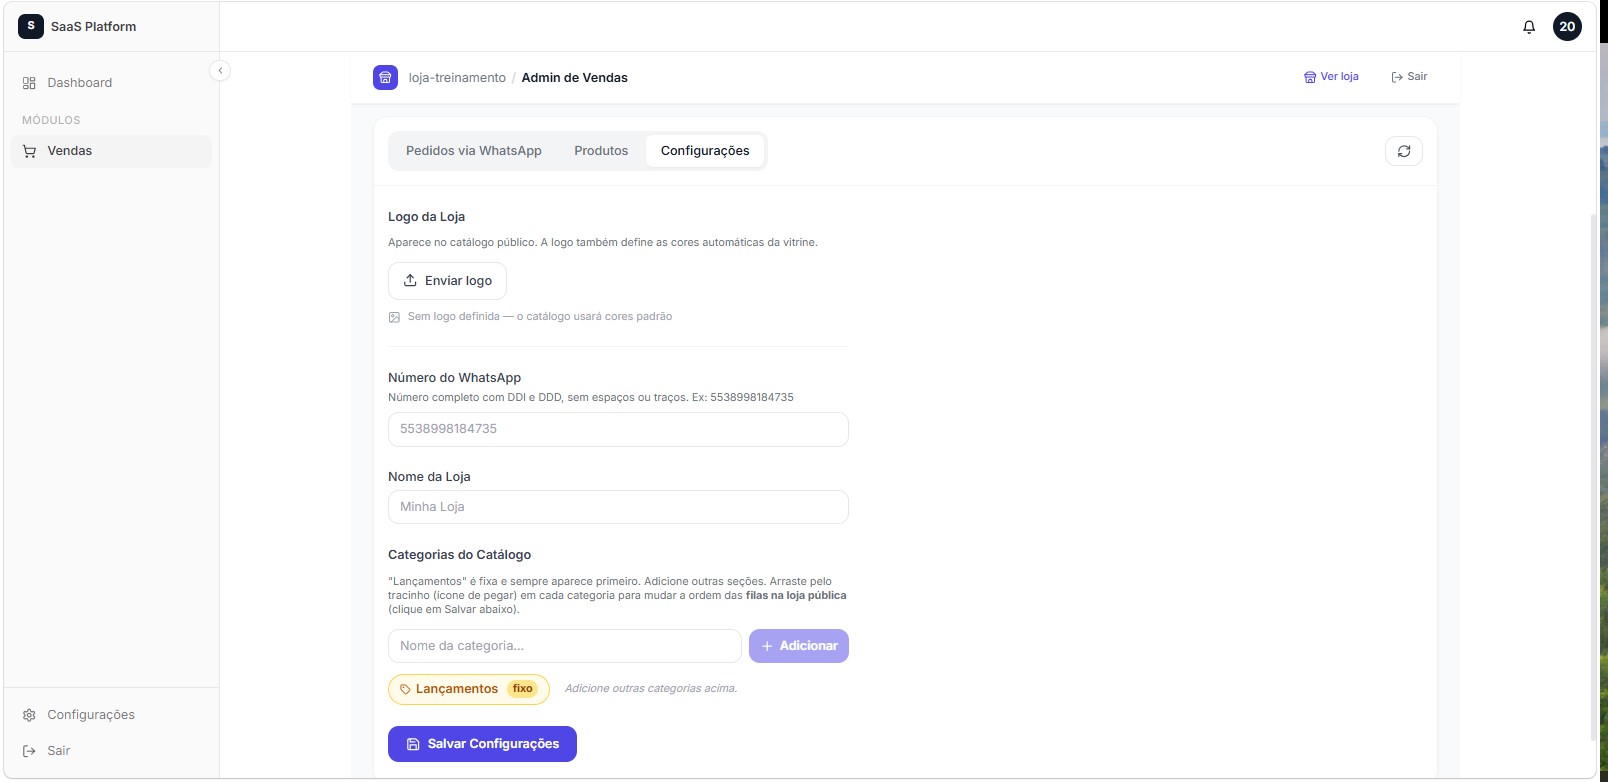 S SaaS Platform
20
Dashboard
MÓDULOS
Vendas
loja-treinamento / Admin de Vendas
Ver loja
Sair
Pedidos via WhatsApp
Produtos
Configurações
Logo da Loja
Aparece no catálogo público. A logo também define as cores automáticas da vitrine.
Enviar logo
Sem logo definida — o catálogo usará cores padrão
Número do WhatsApp
Número completo com DDI e DDD, sem espaços ou traços. Ex: 5538998184735
5538998184735
Nome da Loja
Minha Loja
Categorias do Catálogo
"Lançamentos" é fixa e sempre aparece primeiro. Adicione outras seções. Arraste pelo
tracinho (ícone de pegar) em cada categoria para mudar a ordem das filas na loja pública
(clique em Salvar abaixo).
Nome da categoria...
+ Adicionar
Lançamentos fixo
Adicione outras categorias acima.
Salvar Configurações
Configurações
Sair